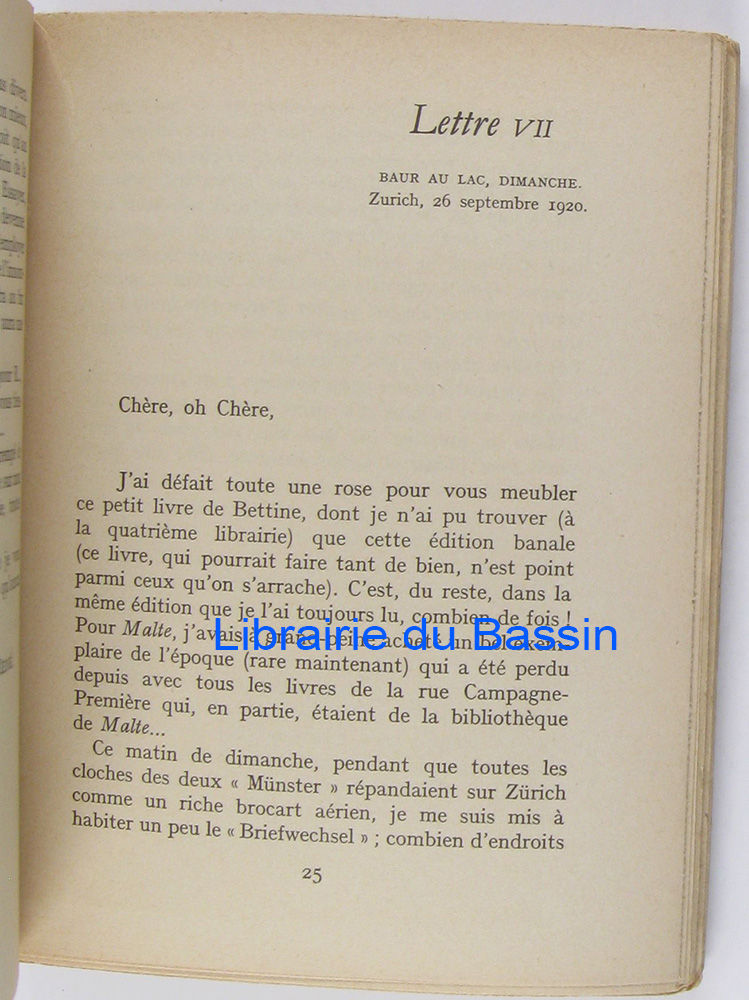 Lettre VII
BAUR AU LAC, DIMANCHE.
Zurich, 26 septembre 1920.
Chère, oh Chère,
J'ai défait toute une rose pour vous meubler
ce petit livre de Bettine, dont je n'ai pu trouver (à
la quatrième librairie) que cette édition banale
(ce livre, qui pourrait faire tant de bien, n'est point
parmi ceux qu'on s'arrache). C'est, du reste, dans la
même édition que je l'ai toujours lu, combien de fois !
Pour Malte, j'avais à grand-peine acheté un bel exem-
plaire de l'époque (rare maintenant) qui a été perdu
depuis avec tous les livres de la rue Campagne-
Première qui, en partie, étaient de la bibliothèque
de Malte...
Ce matin de dimanche, pendant que toutes les
cloches des deux « Münster » répandaient sur Zürich
comme un riche brocart aérien, je me suis mis à
habiter un peu le « Briefwechsel » ; combien d'endroits
25
Librairie du Bassin